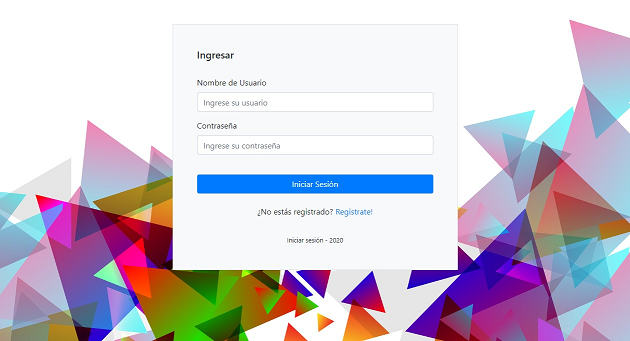 Ingresar
Nombre de Usuario
Ingrese su usuario
Contraseña
Ingrese su contraseña
Iniciar Sesión
¿No estás registrado? Registrate!
Iniciar sesión - 2020